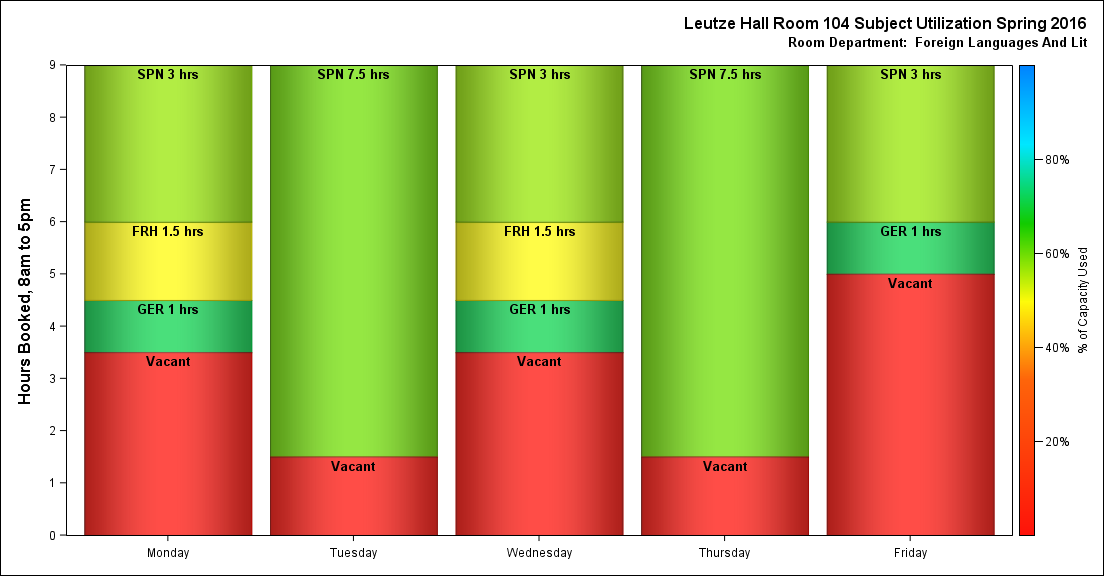 Leutze Hall Room 104 Subject Utilization Spring 2016
Room Department:  Foreign Languages And Lit
Hours Booked, 8am to 5pm
9
8
7
6
5
4
3
2
1
0
SPN 3 hrs
FRH 1.5 hrs
GER 1 hrs
Vacant
SPN 7.5 hrs
Vacant
SPN 3 hrs
FRH 1.5 hrs
GER 1 hrs
Vacant
SPN 7.5 hrs
Vacant
SPN 3 hrs
GER 1 hrs
Vacant
Monday
Tuesday
Wednesday
Thursday
Friday
80%
60%
40%
20%
% of Capacity Used